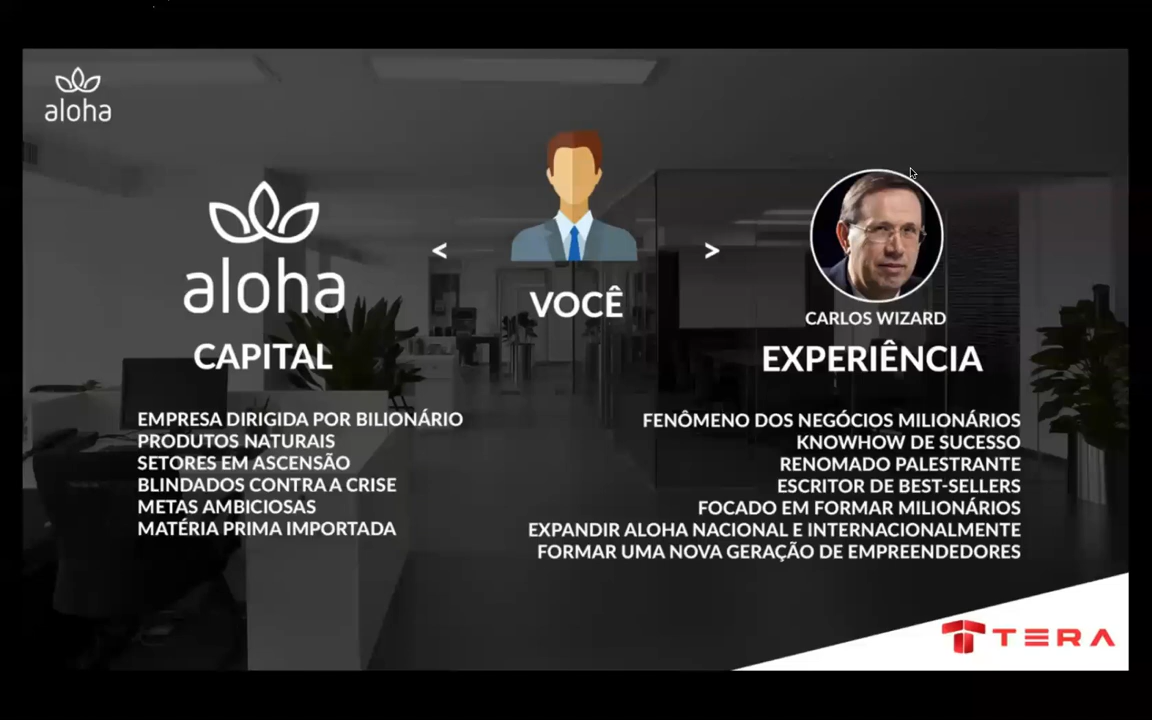 aloha
aloha
CAPITAL
EMPRESA DIRIGIDA POR BILIONÁRIO
PRODUTOS NATURAIS
SETORES EM ASCENSÃO
BLINDADOS CONTRA A CRISE
METAS AMBICIOSAS
MATÉRIA PRIMA IMPORTADA
<
VOCÊ
>
CARLOS WIZARD
EXPERIÊNCIA
FENÔMENO DOS NEGÓCIOS MILIONÁRIOS
KNOWHOW DE SUCESSO
RENOMADO PALESTRANTE
ESCRITOR DE BEST-SELLERS
FOCADO EM FORMAR MILIONÁRIOS
EXPANDIR ALOHA NACIONAL E INTERNACIONALMENTE
FORMAR UMA NOVA GERAÇÃO DE EMPREENDEDORES
TERA